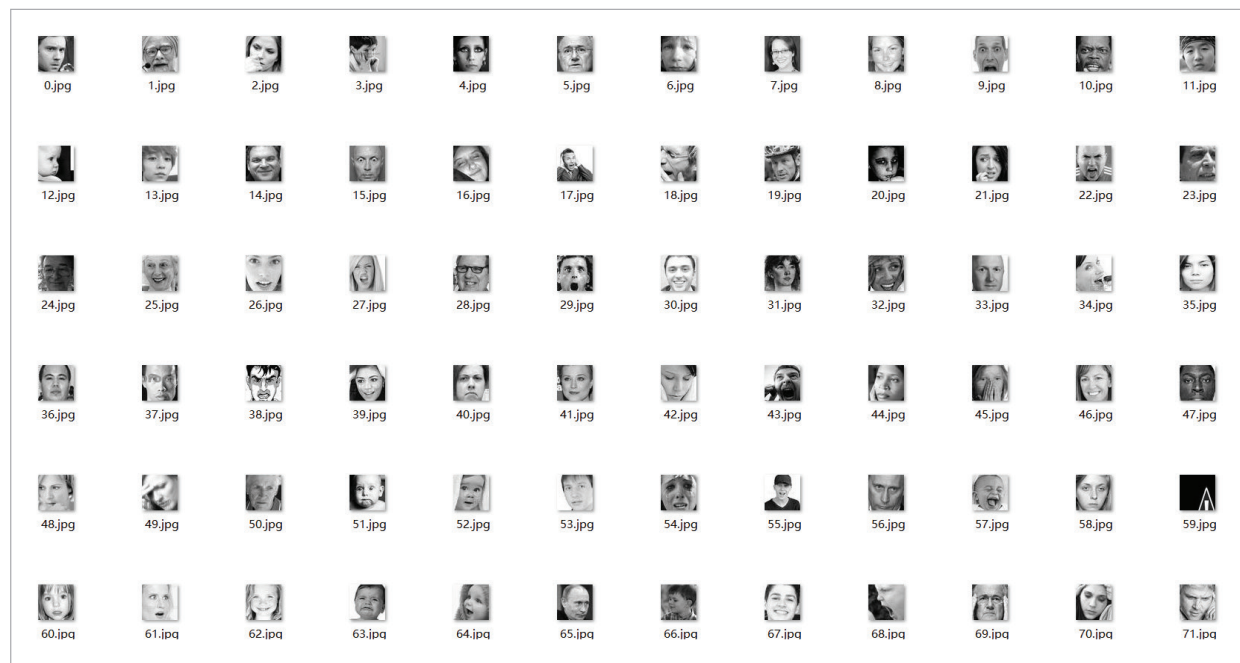 0.jpg 1.jpg 2.jpg 3.jpg 4.jpg 5.jpg 6.jpg 7.jpg 8.jpg 9.jpg 10.jpg 11.jpg
12.jpg 13.jpg 14.jpg 15.jpg 16.jpg 17.jpg 18.jpg 19.jpg 20.jpg 21.jpg 22.jpg 23.jpg
24.jpg 25.jpg 26.jpg 27.jpg 28.jpg 29.jpg 30.jpg 31.jpg 32.jpg 33.jpg 34.jpg 35.jpg
36.jpg 37.jpg 38.jpg 39.jpg 40.jpg 41.jpg 42.jpg 43.jpg 44.jpg 45.jpg 46.jpg 47.jpg
48.jpg 49.jpg 50.jpg 51.jpg 52.jpg 53.jpg 54.jpg 55.jpg 56.jpg 57.jpg 58.jpg 59.jpg
60.jpg 61.jpg 62.jpg 63.jpg 64.jpg 65.jpg 66.jpg 67.jpg 68.jpg 69.jpg 70.jpg 71.jpg